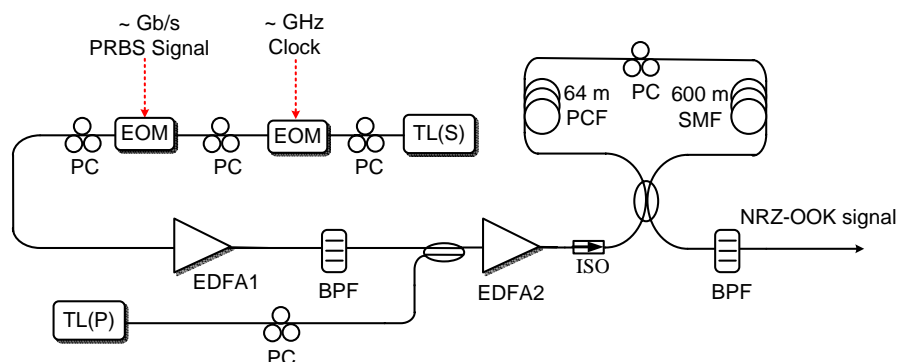 ~ Gb/s
PRBS Signal
~ GHz
Clock
PC
64 m
PCF
600 m
SMF
EOM
EOM
TL(S)
PC
PC
PC
NRZ-OOK signal
EDFA1
BPF
EDFA2
ISO
BPF
TL(P)
PC